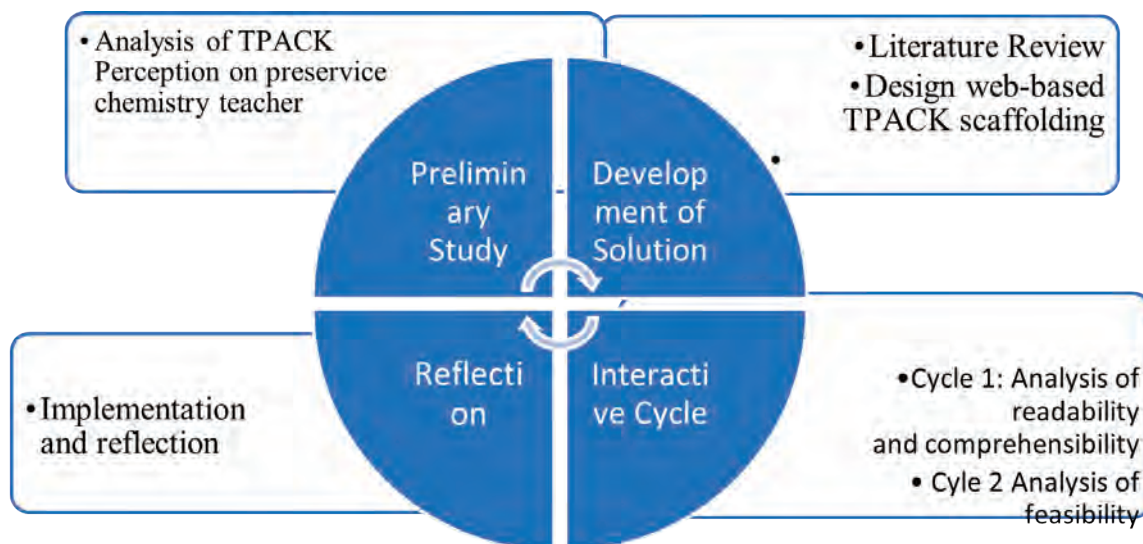 • Analysis of TPACK
Perception on preservice
chemistry teacher
• Literature Review
• Design web-based
TPACK scaffolding
•
Prelimin
ary
Study
Develop
ment of
Solution
Reflecti
on
Interacti
ve Cycle
• Implementation
and reflection
• Cycle 1: Analysis of
readability
and comprehensibility
• Cyle 2 Analysis of
feasibility